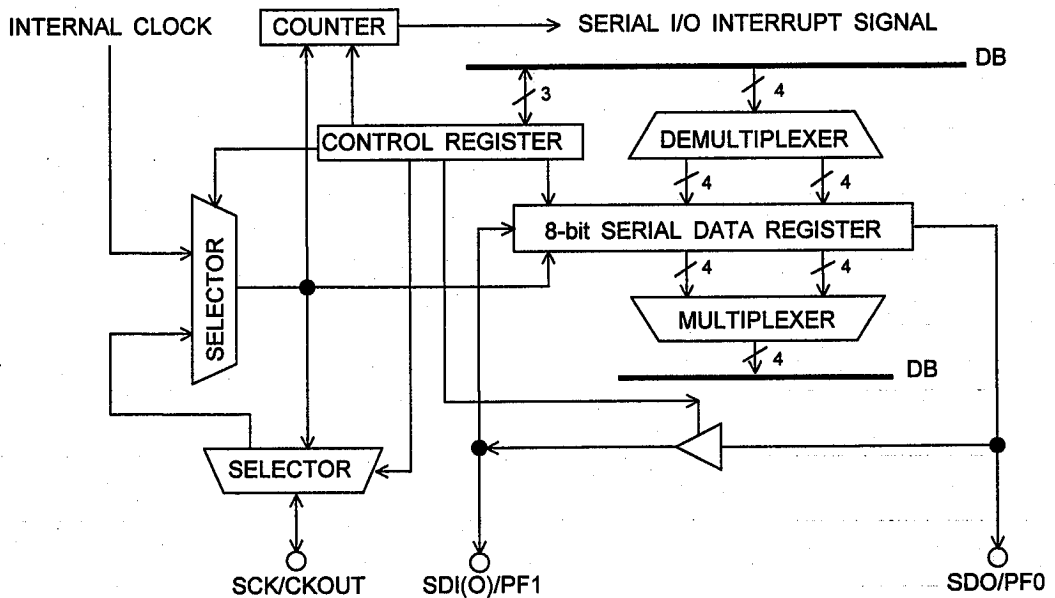 INTERNAL CLOCK
COUNTER
SERIAL I/O INTERRUPT SIGNAL
DB
3
4
CONTROL REGISTER
DEMULTIPLEXER
4
4
8-bit SERIAL DATA REGISTER
SELECTOR
4
4
MULTIPLEXER
4
DB
SELECTOR
SCK/CKOUT
SDI(O)/PF1
SDO/PF0